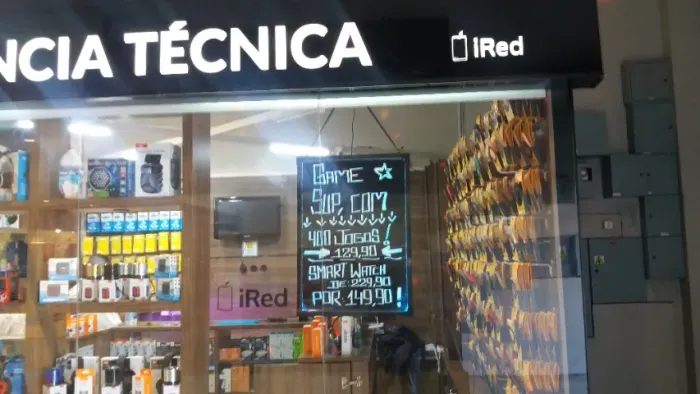 NCIA TÉCNICA
iRed
GAME
SUP COM
400 JOGOS!
129,90
SMART WATCH
DE: 229,90
POR: 149,90!
iRed